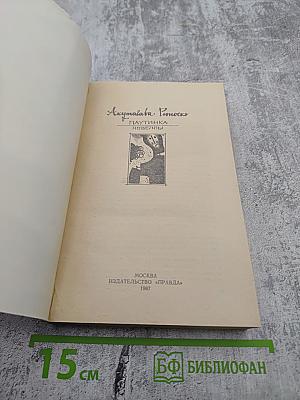 Акутагава Рюноскэ
ПАУТИНКА
НОВЕЛЛЫ
МОСКВА
ИЗДАТЕЛЬСТВО «ПРАВДА»
1987
15 см
БФ БИБЛИОФАН